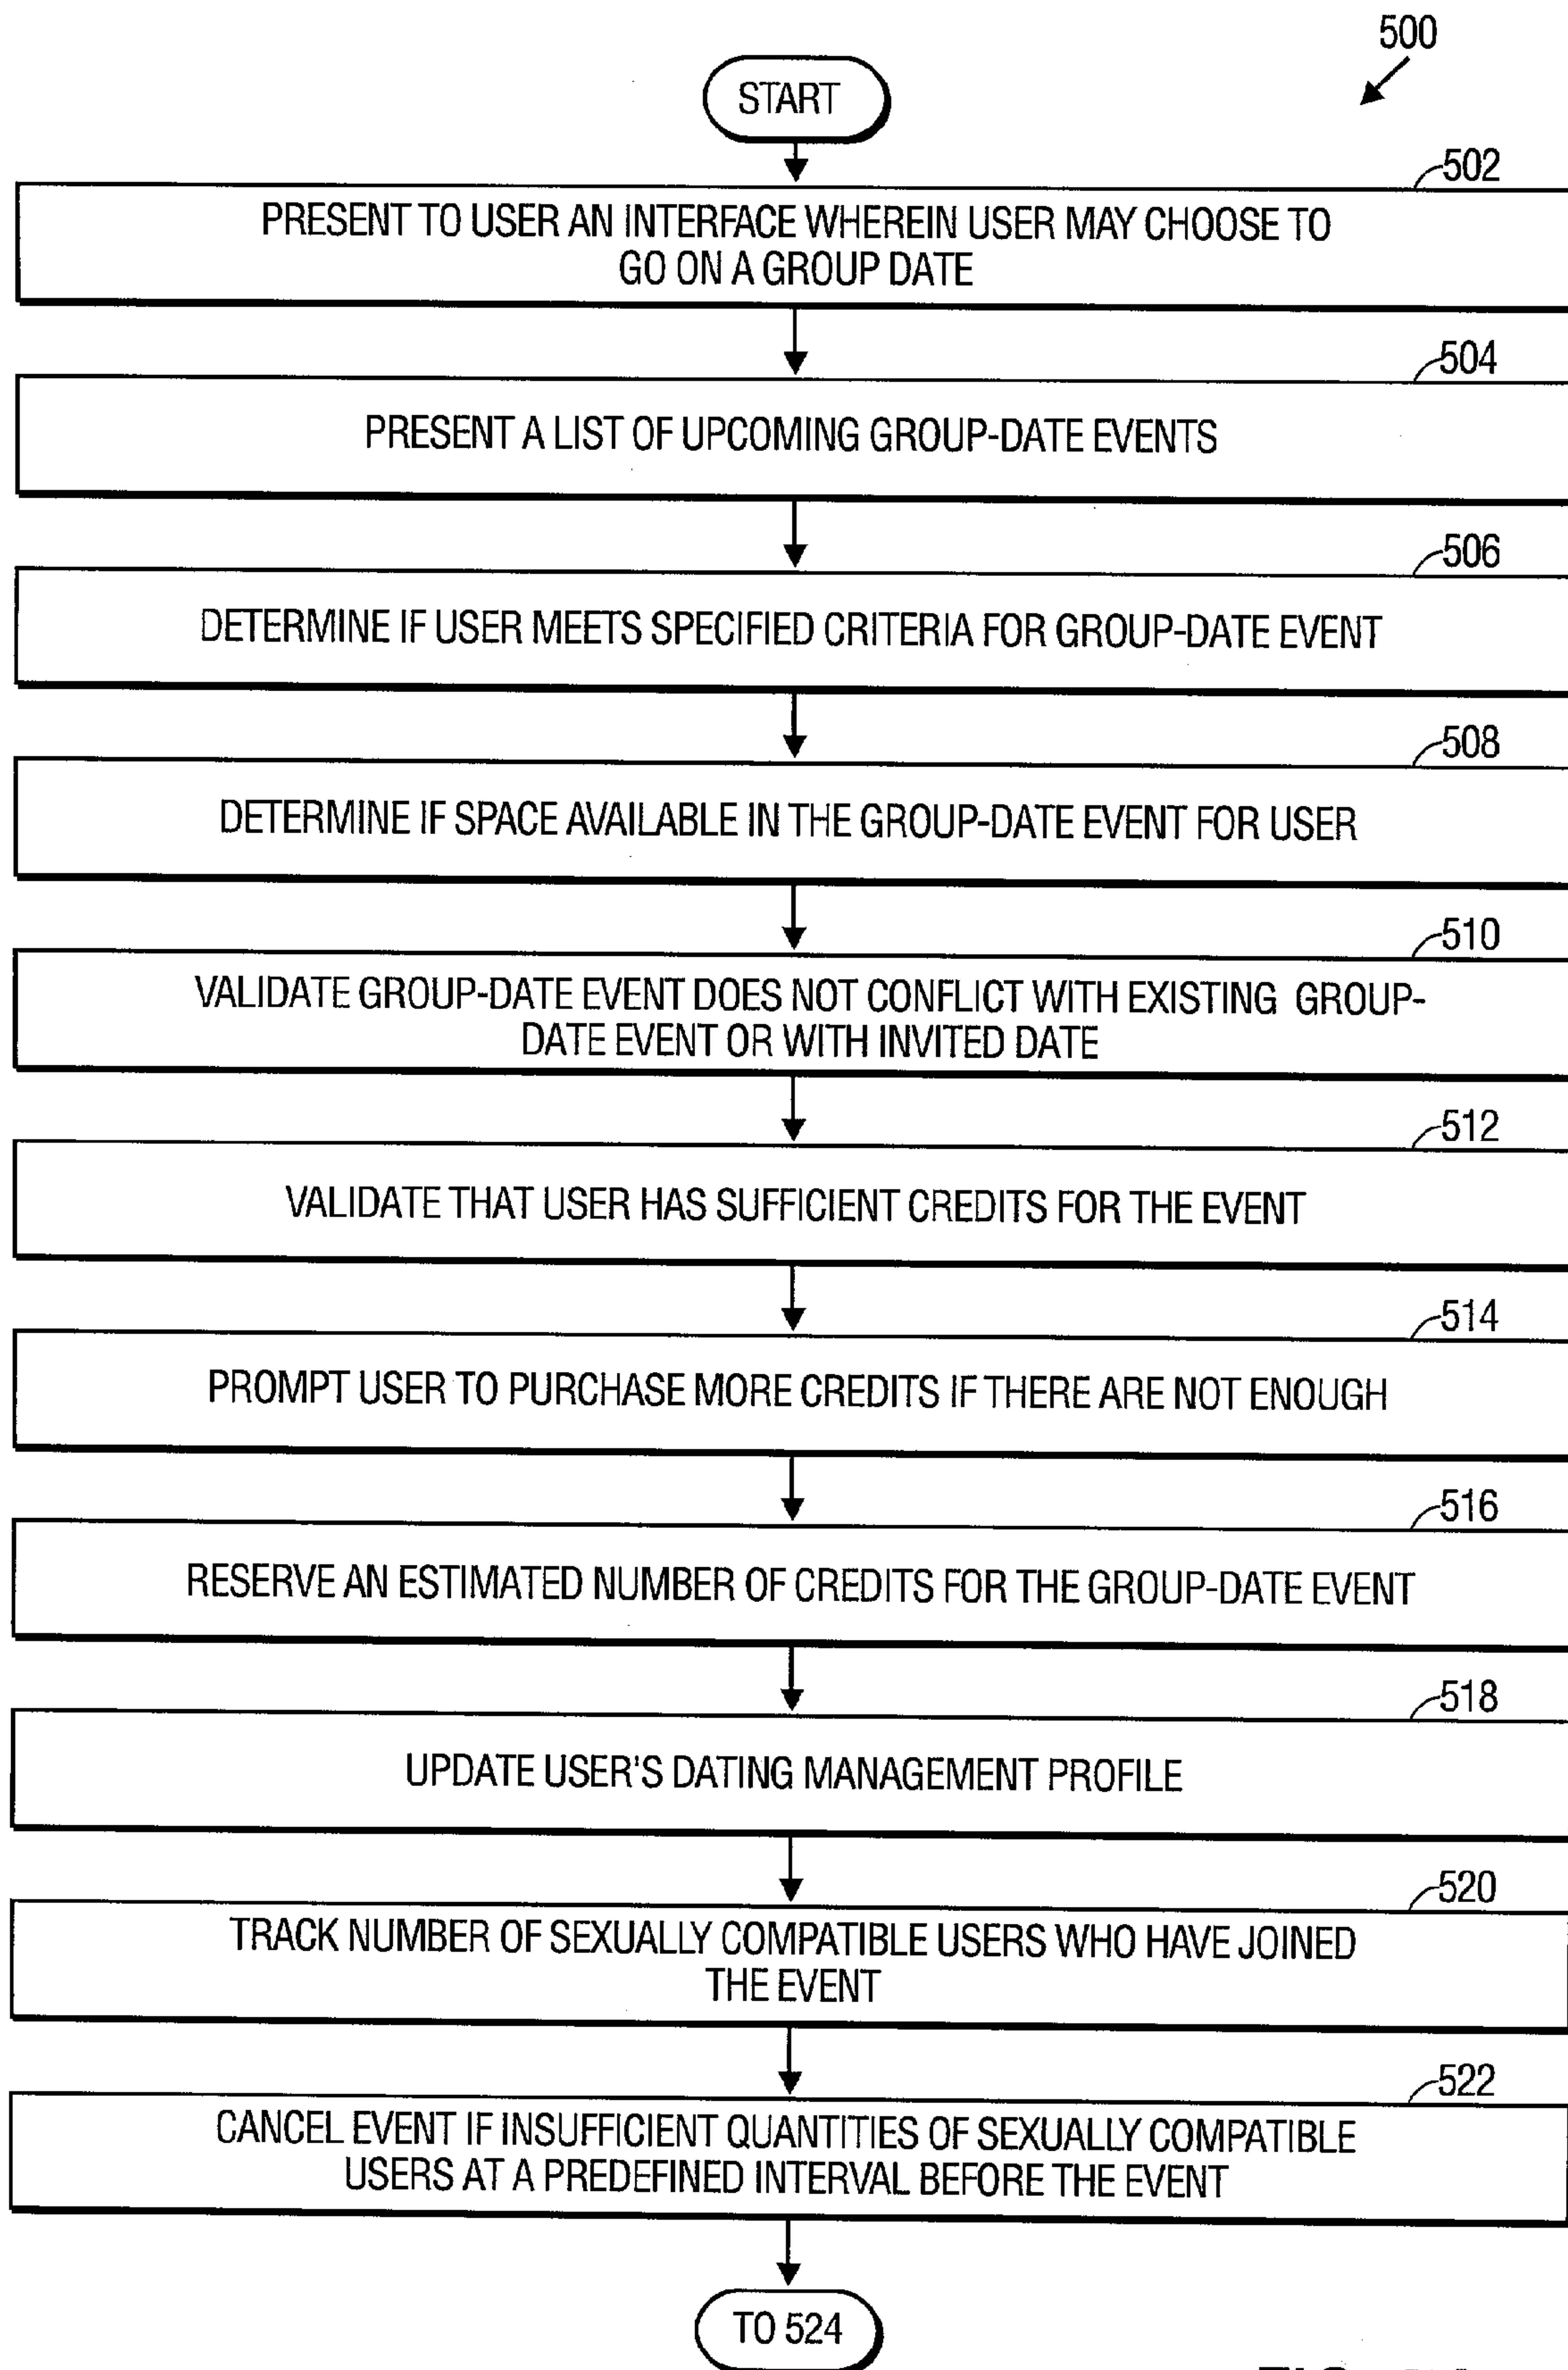 500
START
502
PRESENT TO USER AN INTERFACE WHEREIN USER MAY CHOOSE TO
GO ON A GROUP DATE
504
PRESENT A LIST OF UPCOMING GROUP-DATE EVENTS
506
DETERMINE IF USER MEETS SPECIFIED CRITERIA FOR GROUP-DATE EVENT
508
DETERMINE IF SPACE AVAILABLE IN THE GROUP-DATE EVENT FOR USER
510
VALIDATE GROUP-DATE EVENT DOES NOT CONFLICT WITH EXISTING GROUP-
DATE EVENT OR WITH INVITED DATE
512
VALIDATE THAT USER HAS SUFFICIENT CREDITS FOR THE EVENT
514
PROMPT USER TO PURCHASE MORE CREDITS IF THERE ARE NOT ENOUGH
516
RESERVE AN ESTIMATED NUMBER OF CREDITS FOR THE GROUP-DATE EVENT
518
UPDATE USER'S DATING MANAGEMENT PROFILE
520
TRACK NUMBER OF SEXUALLY COMPATIBLE USERS WHO HAVE JOINED
THE EVENT
522
CANCEL EVENT IF INSUFFICIENT QUANTITIES OF SEXUALLY COMPATIBLE
USERS AT A PREDEFINED INTERVAL BEFORE THE EVENT
TO 524